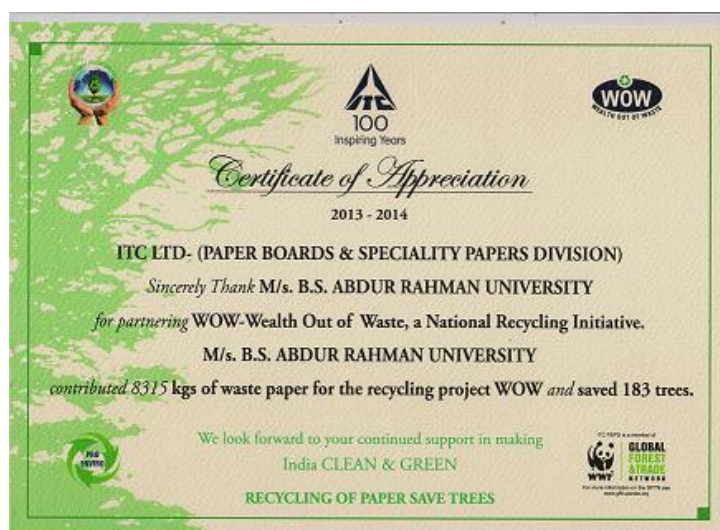 ITC
100
Inspiring Years
WOW
WEALTH OUT OF WASTE
Certificate of Appreciation
2013 - 2014
ITC LTD- (PAPER BOARDS & SPECIALITY PAPERS DIVISION)
Sincerely Thank M/s. B.S. ABDUR RAHMAN UNIVERSITY
for partnering WOW-Wealth Out of Waste, a National Recycling Initiative.
M/s. B.S. ABDUR RAHMAN UNIVERSITY
contributed 8315 kgs of waste paper for the recycling project WOW and saved 183 trees.
We look forward to your continued support in making
India CLEAN & GREEN
RECYCLING OF PAPER SAVE TREES
PRO
ENVIRO
WWF
GLOBAL
FOREST
& TRADE
NETWORK